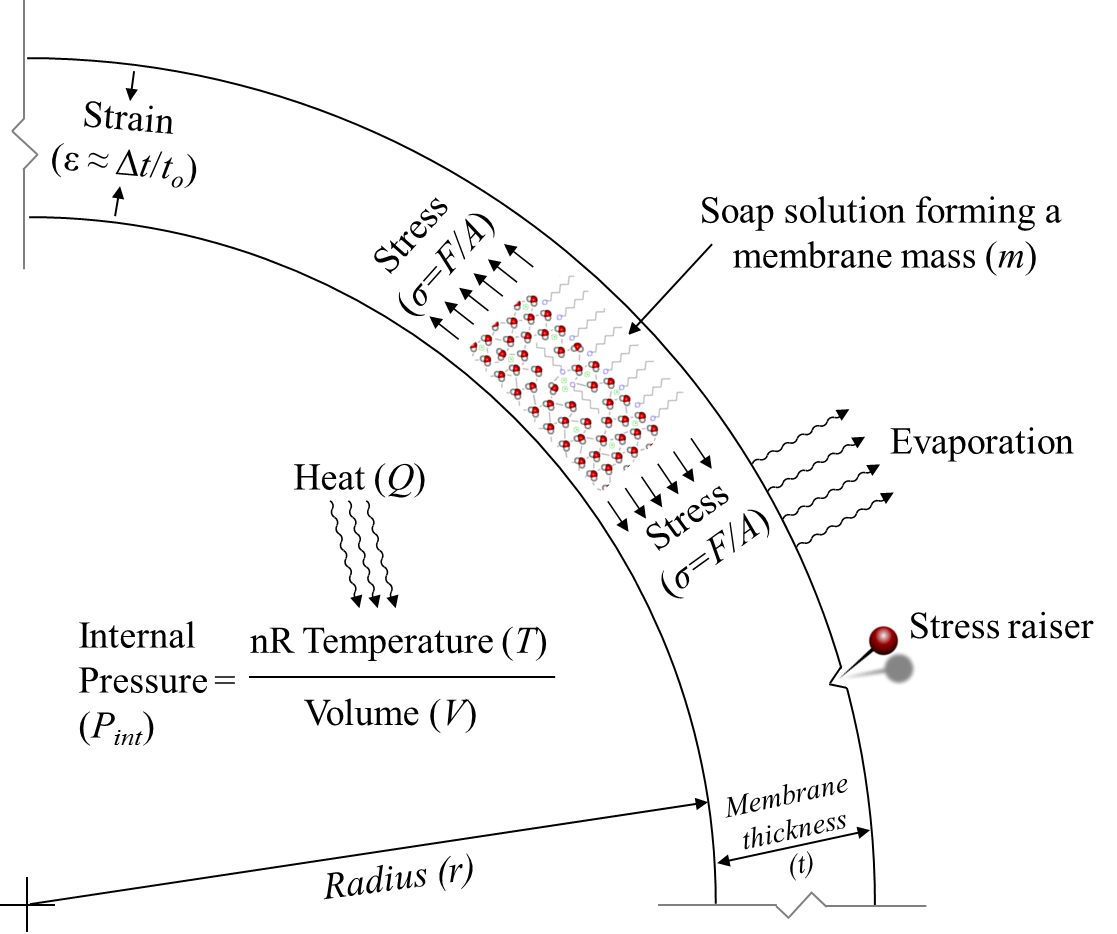 Strain
(ε ≈ Δt/tₒ)
Stress
(σ=F/A)
Soap solution forming a
membrane mass (m)
Evaporation
Stress
(σ=F/A)
Heat (Q)
Stress raiser
Internal
Pressure =
(Pint)
nR Temperature (T)
Volume (V)
Membrane
thickness
(t)
Radius (r)